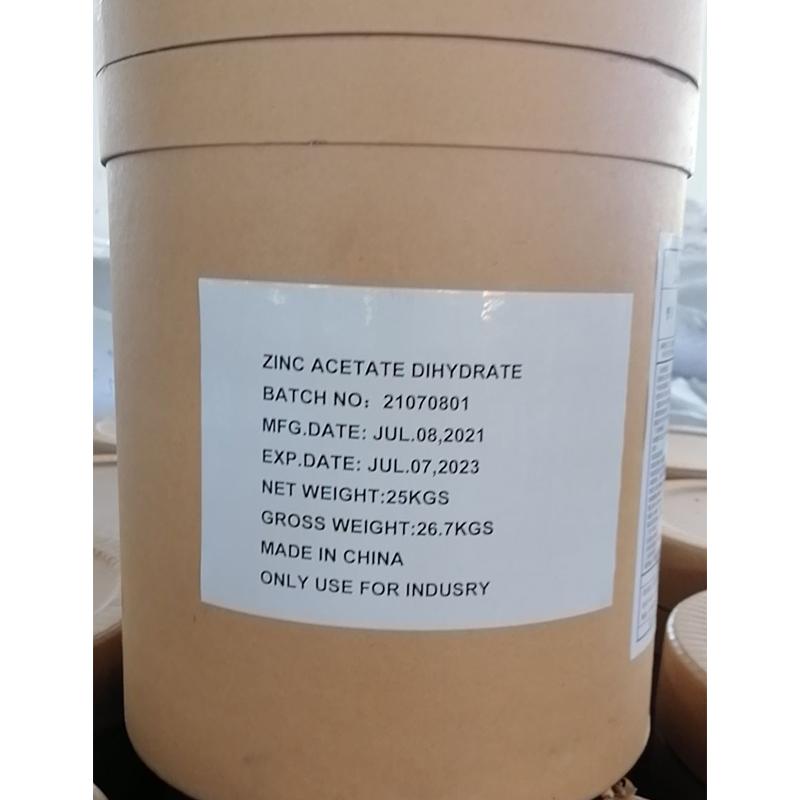 ZINC ACETATE DIHYDRATE
BATCH NO：21070801
MFG.DATE: JUL.08,2021
EXP.DATE: JUL.07,2023
NET WEIGHT:25KGS
GROSS WEIGHT:26.7KGS
MADE IN CHINA
ONLY USE FOR INDUSRY